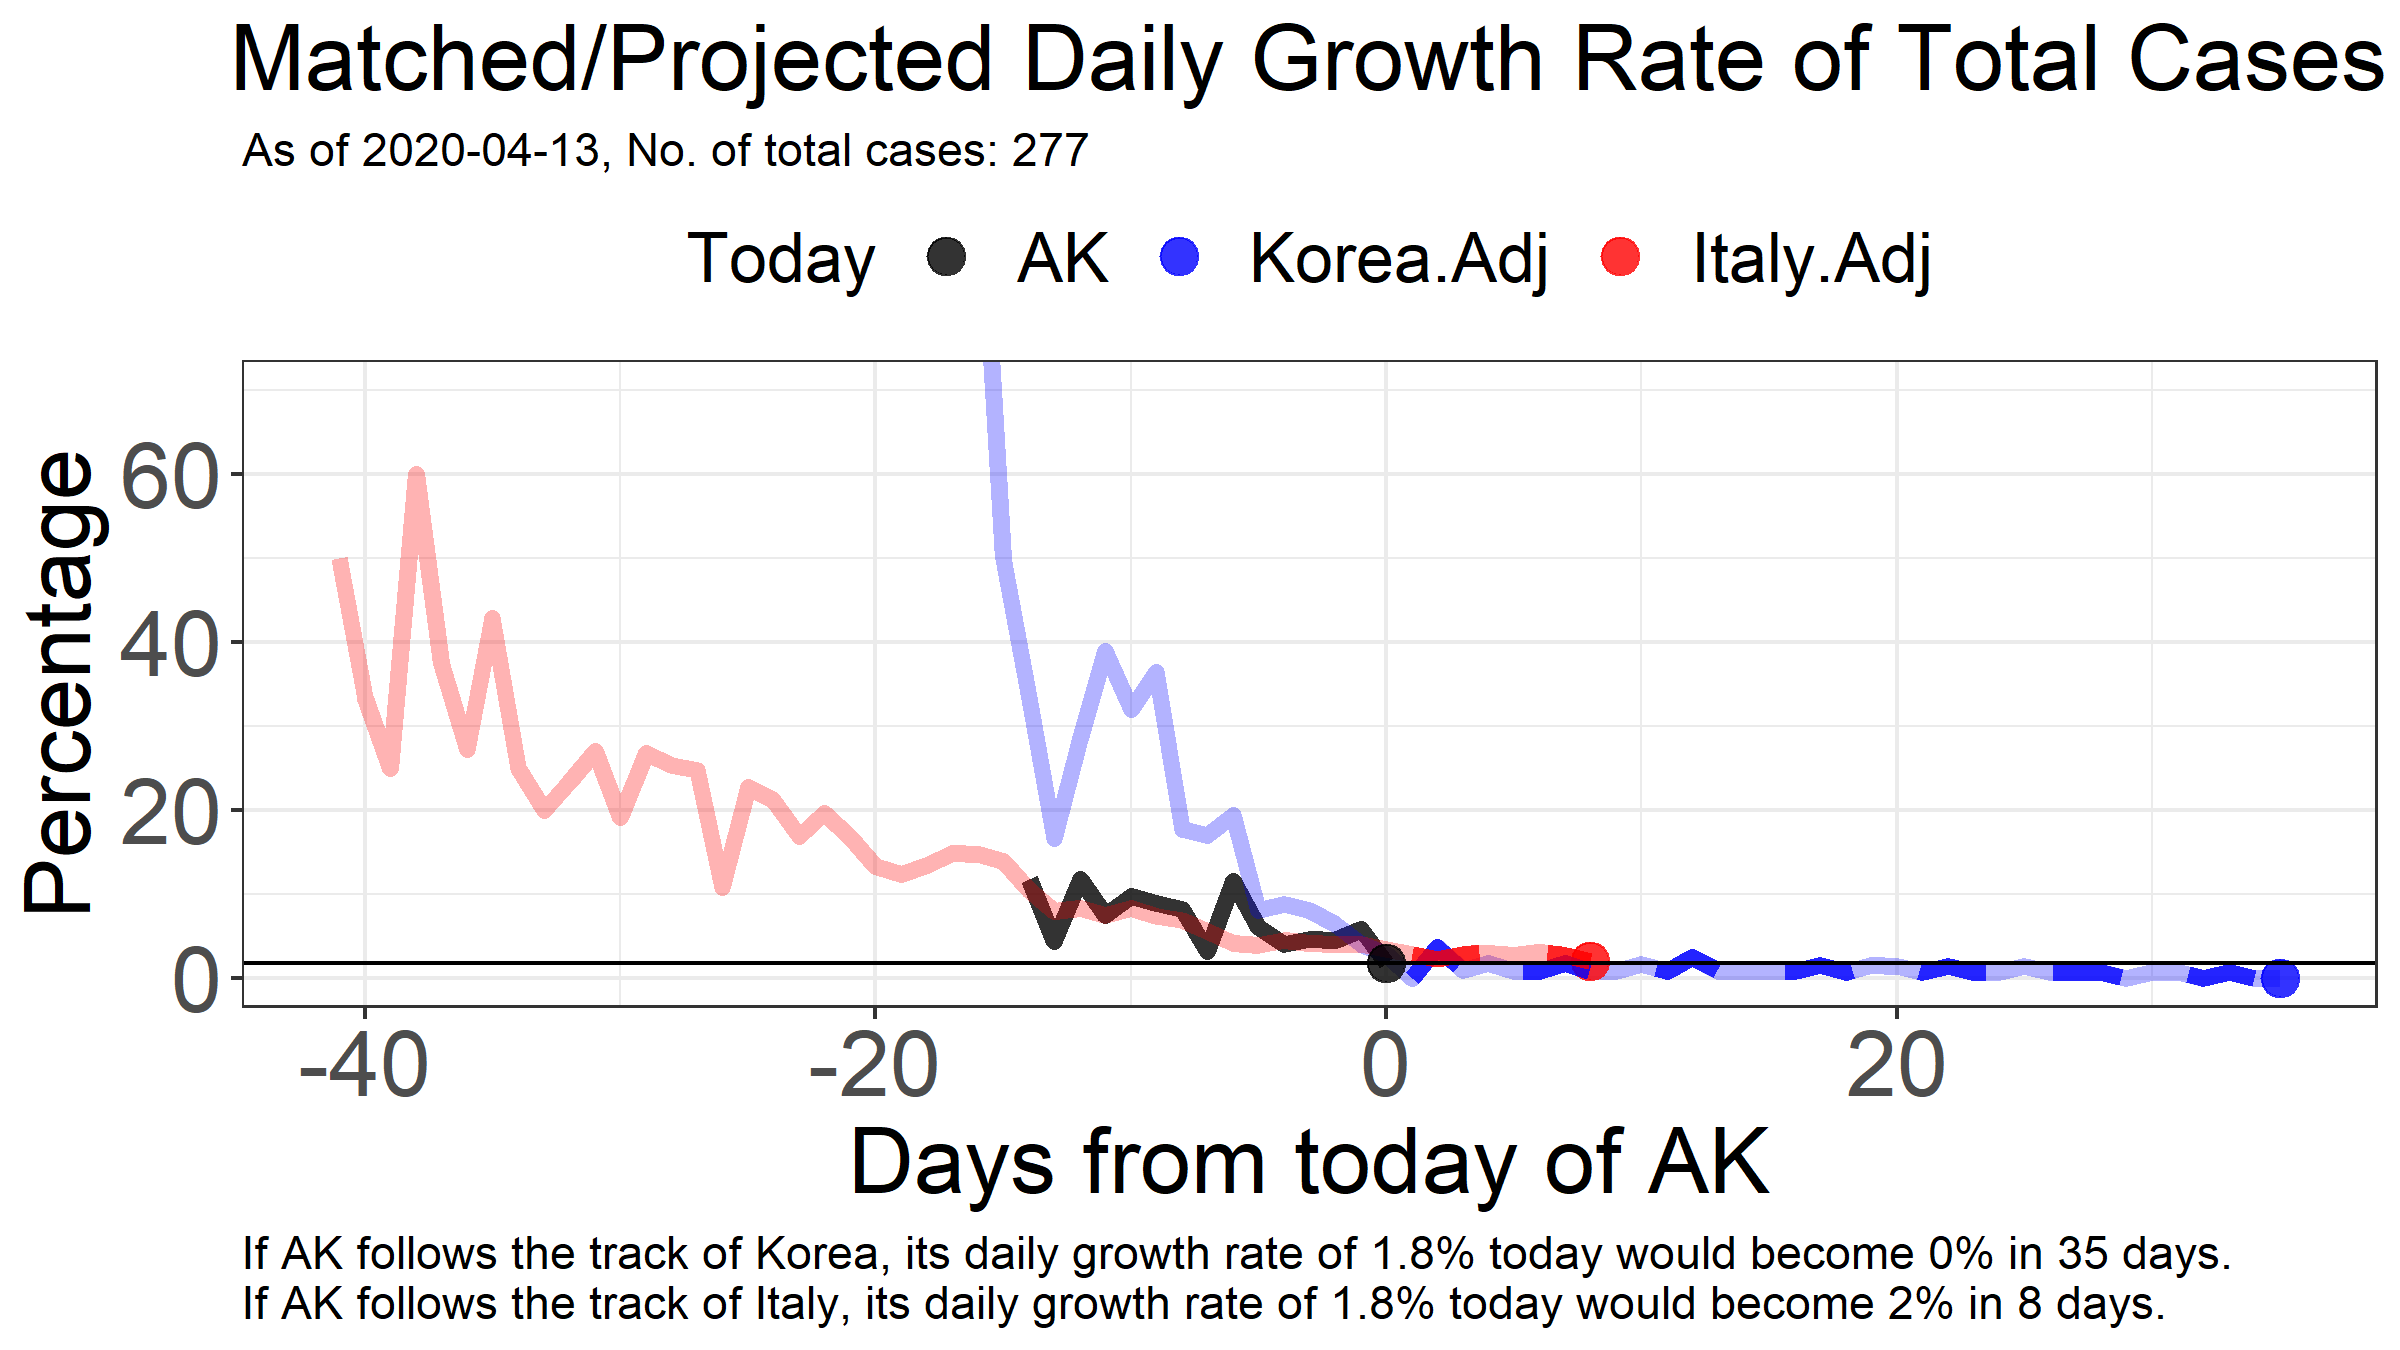 Matched/Projected Daily Growth Rate of Total Cases
As of 2020-04-13, No. of total cases: 277
Today AK Korea.Adj Italy.Adj
Percentage
60
40
20
0
-40 -20 0 20
Days from today of AK
If AK follows the track of Korea, its daily growth rate of 1.8% today would become 0% in 35 days.
If AK follows the track of Italy, its daily growth rate of 1.8% today would become 2% in 8 days.